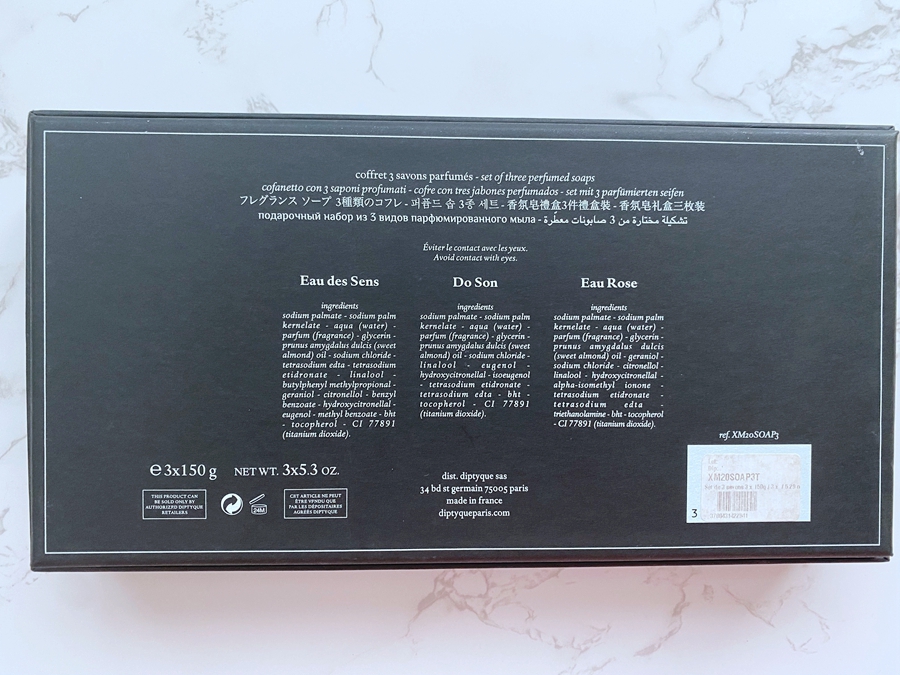 coffret 3 savons parfumés - set of three perfumed soaps
cofanetto con 3 saponi profumati - cofre con tres jabones perfumados - set mit 3 parfümierten seifen
フレグランス ソープ 3種類のコフレ - 퍼퓸드 솝 3종 세트 - 香氛皂禮盒3件禮盒裝 - 香氛皂礼盒三枚装
подарочный набор из 3 видов парфюмированного мыла - تشكيلة مختارة من 3 صابونات معطّرة
Éviter le contact avec les yeux.
Avoid contact with eyes.
Eau des Sens
ingredients
sodium palmate - sodium palm
kernelate - aqua (water) -
parfum (fragrance) - glycerin -
prunus amygdalus dulcis (sweet
almond) oil - sodium chloride -
tetrasodium edta - tetrasodium
etidronate - linalool -
butylphenyl methylpropional -
geraniol - citronellol - benzyl
benzoate - hydroxycitronellal -
eugenol - methyl benzoate - bht
- tocopherol - CI 77891
(titanium dioxide).
Do Son
ingredients
sodium palmate - sodium palm
kernelate - aqua (water) -
parfum (fragrance) - glycerin -
prunus amygdalus dulcis (sweet
almond) oil - sodium chloride -
linalool - eugenol -
hydroxycitronellal - isoeugenol
- tetrasodium etidronate -
tetrasodium edta - bht -
tocopherol - CI 77891
(titanium dioxide).
Eau Rose
ingredients
sodium palmate - sodium palm
kernelate - aqua (water) -
parfum (fragrance) - glycerin -
prunus amygdalus dulcis
(sweet almond) oil - geraniol -
sodium chloride - citronellol -
linalool - hydroxycitronellal -
alpha-isomethyl ionone -
tetrasodium etidronate -
tetrasodium edta -
triethanolamine - bht - tocopherol
- CI 77891 (titanium dioxide).
℮3x150 g NET WT. 3x5.3 OZ.
THIS PRODUCT CAN
BE SOLD ONLY BY
AUTHORIZED DIPTYQUE
RETAILERS
24M
CET ARTICLE NE PEUT
ÊTRE VENDU QUE
PAR LES DÉPOSITAIRES
AGRÉÉS DIPTYQUE
dist. diptyque sas
34 bd st germain 75005 paris
made in france
diptyqueparis.com
ref. XM20SOAP3
XM20SOAP3T
3